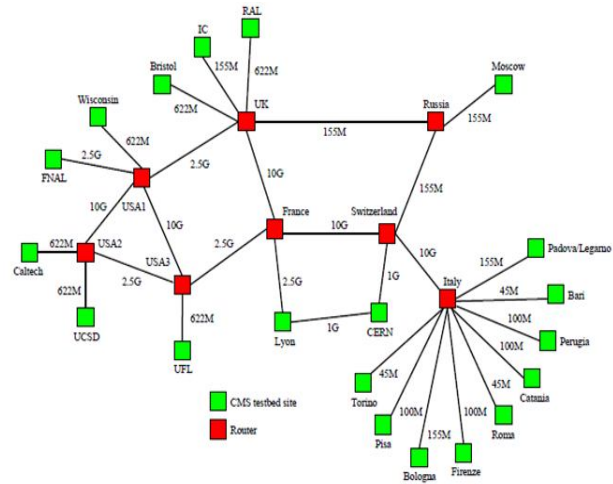 RAL
IC
Bristol
155M
622M
Moscow
Wisconsin
622M
UK
Russia
155M
155M
622M
2.5G
2.5G
FNAL
10G
155M
USA1
10G
10G
France
Switzerland
10G
USA2
USA3
2.5G
10G
Padova/Legarno
622M
Caltech
2.5G
155M
622M
2.5G
1G
Italy
45M
Bari
UCSD
622M
Lyon
1G
CERN
100M
Perugia
UFL
45M
100M
Catania
Torino
45M
CMS testbed site
100M
100M
Roma
Router
Pisa
155M
Bologna
Firenze